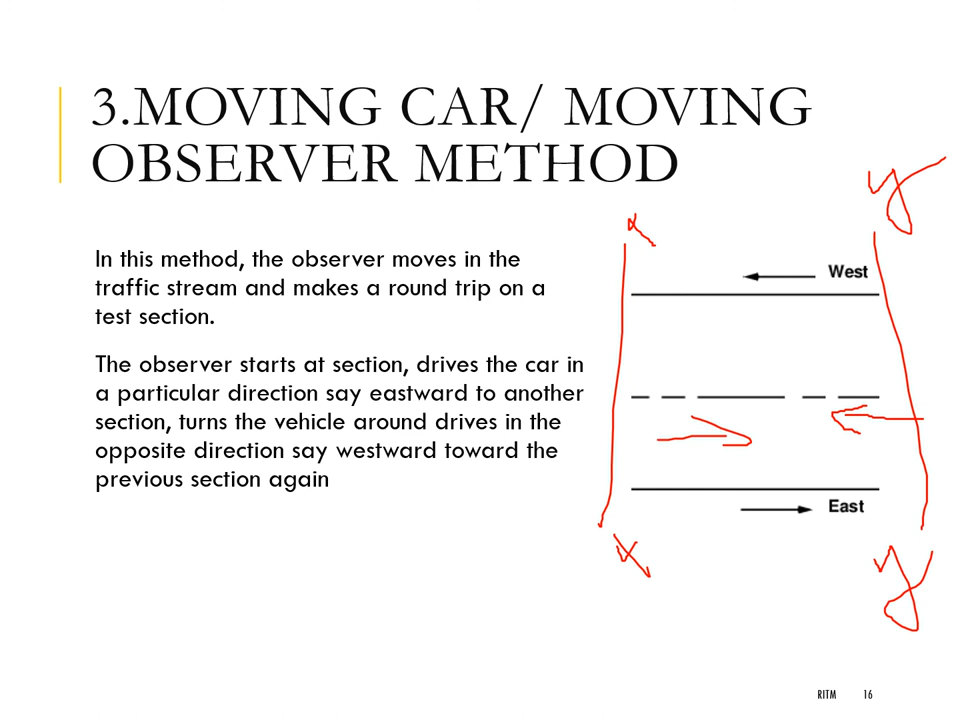 3.MOVING CAR/ MOVING
OBSERVER METHOD
In this method, the observer moves in the
traffic stream and makes a round trip on a
test section.
The observer starts at section, drives the car in
a particular direction say eastward to another
section, turns the vehicle around drives in the
opposite direction say westward toward the
previous section again
x
y
West
East
x
y
RITM 16